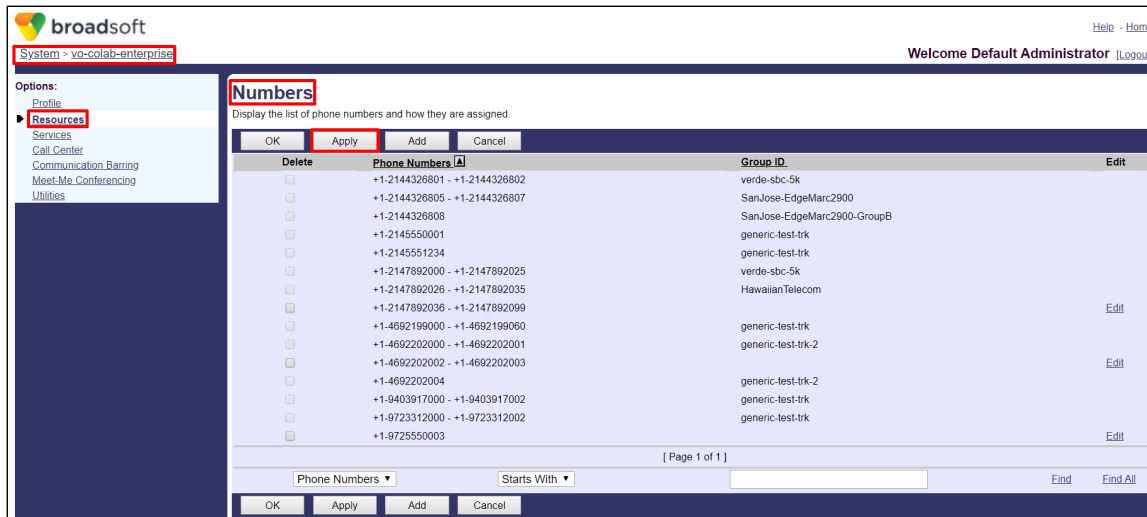 broadsoft
Help - Hom
System > vo-colab-enterprise
Welcome Default Administrator [Logou
Options:
Profile
Resources
Services
Call Center
Communication Barring
Meet-Me Conferencing
Utilities
Numbers
Display the list of phone numbers and how they are assigned.
OK Apply Add Cancel
Delete Phone Numbers Group ID Edit
+1-2144326801 - +1-2144326802 verde-sbc-5k
+1-2144326805 - +1-2144326807 SanJose-EdgeMarc2900
+1-2144326808 SanJose-EdgeMarc2900-GroupB
+1-2145550001 generic-test-trk
+1-2145551234 generic-test-trk
+1-2147892000 - +1-2147892025 verde-sbc-5k
+1-2147892026 - +1-2147892035 HawaiianTelecom
+1-2147892036 - +1-2147892099 Edit
+1-4692199000 - +1-4692199060 generic-test-trk
+1-4692202000 - +1-4692202001 generic-test-trk-2
+1-4692202002 - +1-4692202003 Edit
+1-4692202004 generic-test-trk-2
+1-9403917000 - +1-9403917002 generic-test-trk
+1-9723312000 - +1-9723312002 generic-test-trk
+1-9725550003 Edit
[ Page 1 of 1 ]
Phone Numbers Starts With Find Find All
OK Apply Add Cancel